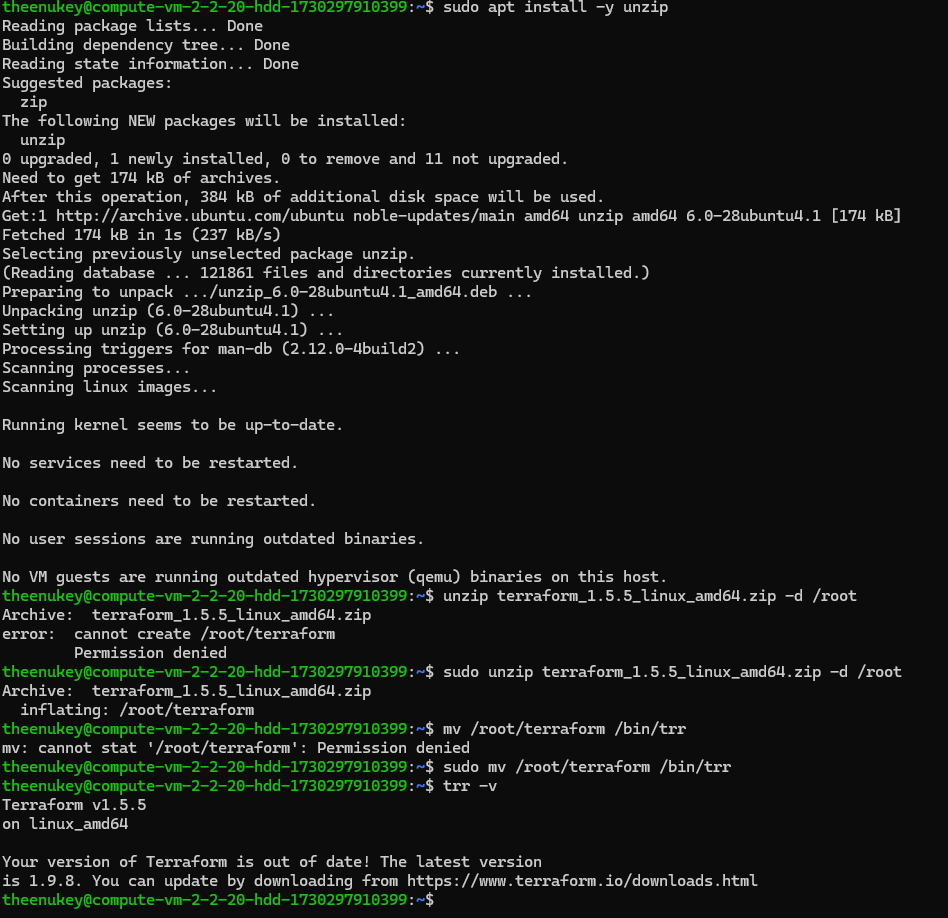 theenukey@compute-vm-2-2-20-hdd-1730297910399:~$ sudo apt install -y unzip
Reading package lists... Done
Building dependency tree... Done
Reading state information... Done
Suggested packages:
  zip
The following NEW packages will be installed:
  unzip
0 upgraded, 1 newly installed, 0 to remove and 11 not upgraded.
Need to get 174 kB of archives.
After this operation, 384 kB of additional disk space will be used.
Get:1 http://archive.ubuntu.com/ubuntu noble-updates/main amd64 unzip amd64 6.0-28ubuntu4.1 [174 kB]
Fetched 174 kB in 1s (237 kB/s)
Selecting previously unselected package unzip.
(Reading database ... 121861 files and directories currently installed.)
Preparing to unpack .../unzip_6.0-28ubuntu4.1_amd64.deb ...
Unpacking unzip (6.0-28ubuntu4.1) ...
Setting up unzip (6.0-28ubuntu4.1) ...
Processing triggers for man-db (2.12.0-4build2) ...
Scanning processes...
Scanning linux images...

Running kernel seems to be up-to-date.

No services need to be restarted.

No containers need to be restarted.

No user sessions are running outdated binaries.

No VM guests are running outdated hypervisor (qemu) binaries on this host.
theenukey@compute-vm-2-2-20-hdd-1730297910399:~$ unzip terraform_1.5.5_linux_amd64.zip -d /root
Archive:  terraform_1.5.5_linux_amd64.zip
error:  cannot create /root/terraform
        Permission denied
theenukey@compute-vm-2-2-20-hdd-1730297910399:~$ sudo unzip terraform_1.5.5_linux_amd64.zip -d /root
Archive:  terraform_1.5.5_linux_amd64.zip
  inflating: /root/terraform
theenukey@compute-vm-2-2-20-hdd-1730297910399:~$ mv /root/terraform /bin/trr
mv: cannot stat '/root/terraform': Permission denied
theenukey@compute-vm-2-2-20-hdd-1730297910399:~$ sudo mv /root/terraform /bin/trr
theenukey@compute-vm-2-2-20-hdd-1730297910399:~$ trr -v
Terraform v1.5.5
on linux_amd64

Your version of Terraform is out of date! The latest version
is 1.9.8. You can update by downloading from https://www.terraform.io/downloads.html
theenukey@compute-vm-2-2-20-hdd-1730297910399:~$